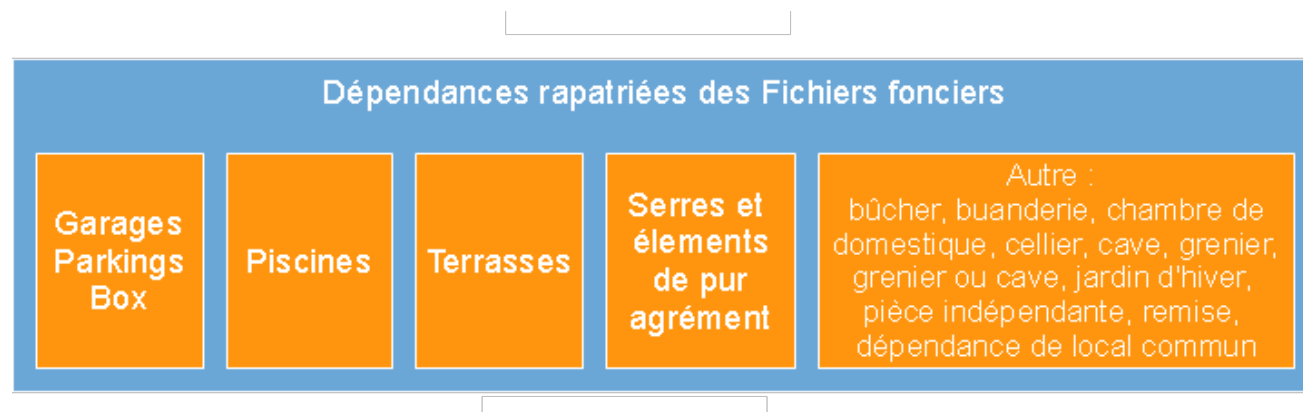 Dépendances rapatriées des Fichiers fonciers
Garages
Parkings
Box
Piscines
Terrasses
Serres et
élements
de pur
agrément
Autre :
bûcher, buanderie, chambre de
domestique, cellier, cave, grenier,
grenier ou cave, jardin d'hiver,
pièce indépendante, remise,
dépendance de local commun